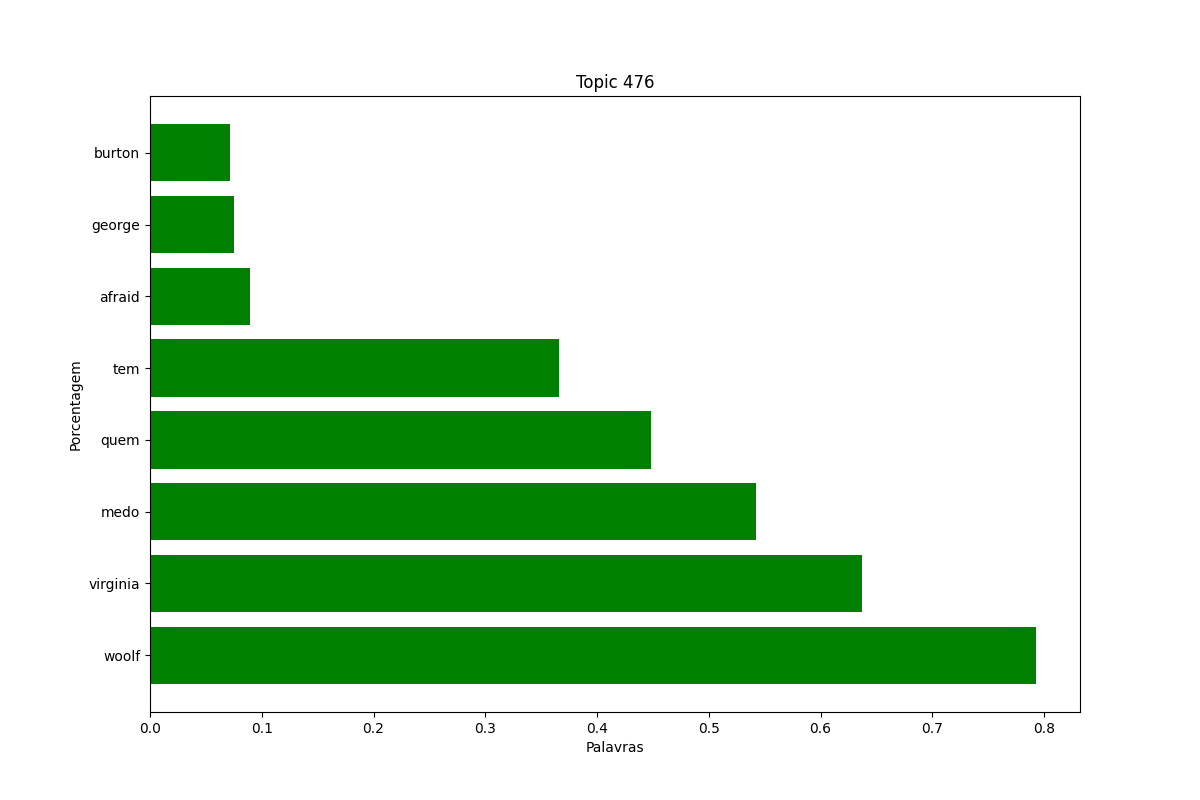 Topic 476
burton
george
afraid
tem
quem
medo
virginia
woolf
Porcentagem
0.0 0.1 0.2 0.3 0.4 0.5 0.6 0.7 0.8
Palavras